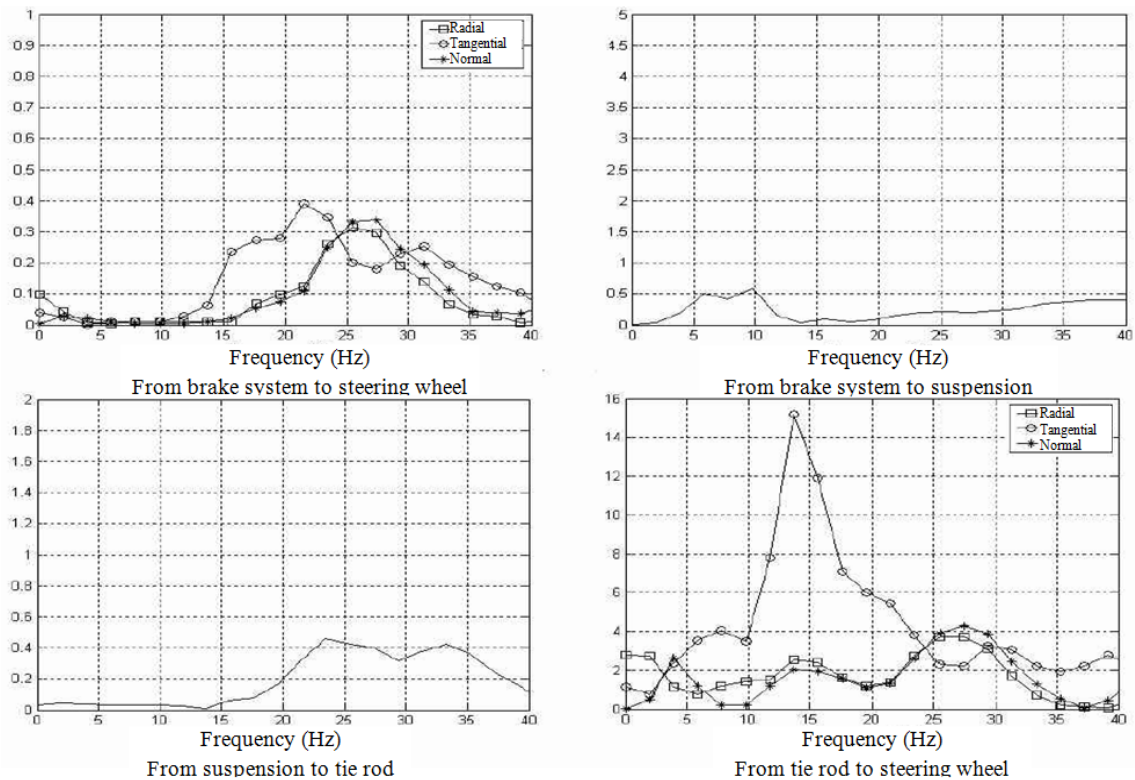 1
0.9
0.8
0.7
0.6
0.5
0.4
0.3
0.2
0.1
0
Radial
Tangential
Normal
0 5 10 15 20 25 30 35 40
Frequency (Hz)
From brake system to steering wheel
5
4.5
4
3.5
3
2.5
2
1.5
1
0.5
0
0 5 10 15 20 25 30 35 40
Frequency (Hz)
From brake system to suspension
2
1.8
1.6
1.4
1.2
1
0.8
0.6
0.4
0.2
0
0 5 10 15 20 25 30 35 40
Frequency (Hz)
From suspension to tie rod
16
14
12
10
8
6
4
2
0
Radial
Tangential
Normal
0 5 10 15 20 25 30 35 40
Frequency (Hz)
From tie rod to steering wheel